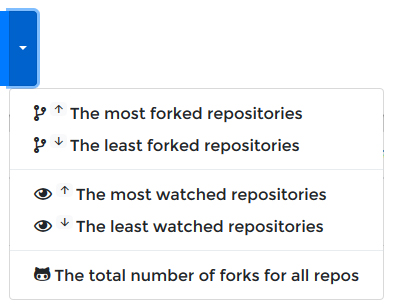 The most forked repositories
The least forked repositories
The most watched repositories
The least watched repositories
The total number of forks for all repos